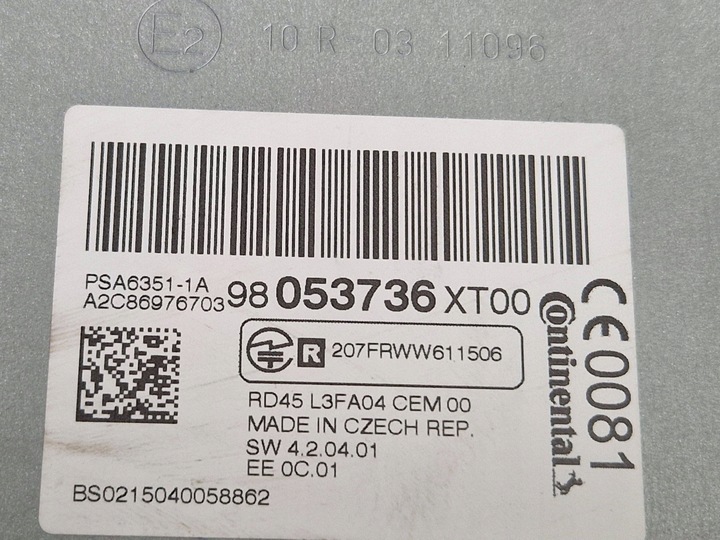 E2 10 R - 03 11096
PSA6351-1A
A2C86976703 98 053736 XT00
R 207FRWW611506
RD45 L3FA04 CEM 00
MADE IN CZECH REP.
SW 4.2.04.01
EE 0C.01
BS0215040058862
Continental
CE0081